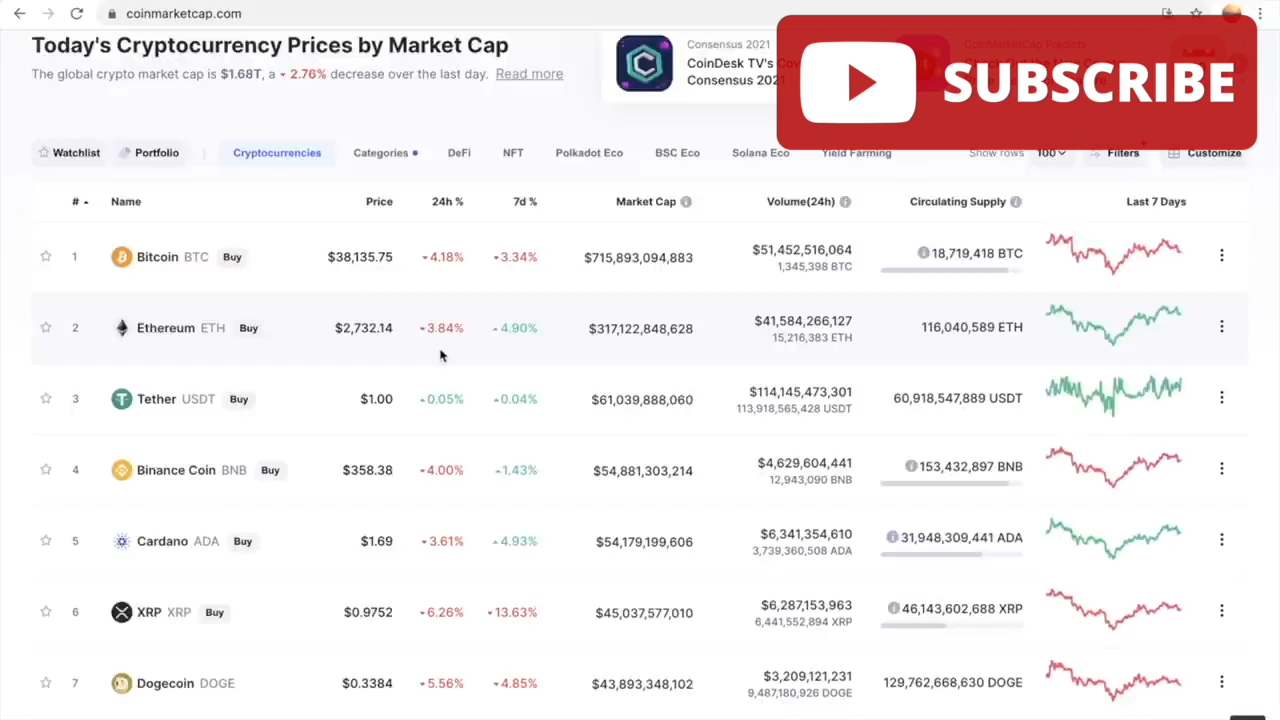 coinmarketcap.com
Today's Cryptocurrency Prices by Market Cap
The global crypto market cap is $1.68T, a 2.76% decrease over the last day. Read more
Consensus 2021
CoinDesk TV's
Consensus 2021
SUBSCRIBE
Watchlist Portfolio Cryptocurrencies Categories DeFi NFT Polkadot Eco BSC Eco Solana Eco Yield Farming Show rows 100 Filters Customize
# Name Price 24h % 7d % Market Cap Volume(24h) Circulating Supply Last 7 Days
1 Bitcoin BTC Buy $38,135.75 4.18% 3.34% $715,893,094,883 $51,452,516,064 18,719,418 BTC
1,345,398 BTC
2 Ethereum ETH Buy $2,732.14 3.84% 4.90% $317,122,848,628 $41,584,266,127 116,040,589 ETH
15,216,383 ETH
3 Tether USDT Buy $1.00 0.05% 0.04% $61,039,888,060 $114,145,473,301 60,918,547,889 USDT
113,918,565,428 USDT
4 Binance Coin BNB Buy $358.38 4.00% 1.43% $54,881,303,214 $4,629,604,441 153,432,897 BNB
12,943,090 BNB
5 Cardano ADA Buy $1.69 3.61% 4.93% $54,179,199,606 $6,341,354,610 31,948,309,441 ADA
3,739,360,508 ADA
6 XRP XRP Buy $0.9752 6.26% 13.63% $45,037,577,010 $6,287,153,963 46,143,602,688 XRP
6,441,552,894 XRP
7 Dogecoin DOGE $0.3384 5.56% 4.85% $43,893,348,102 $3,209,121,231 129,762,668,630 DOGE
9,487,180,926 DOGE